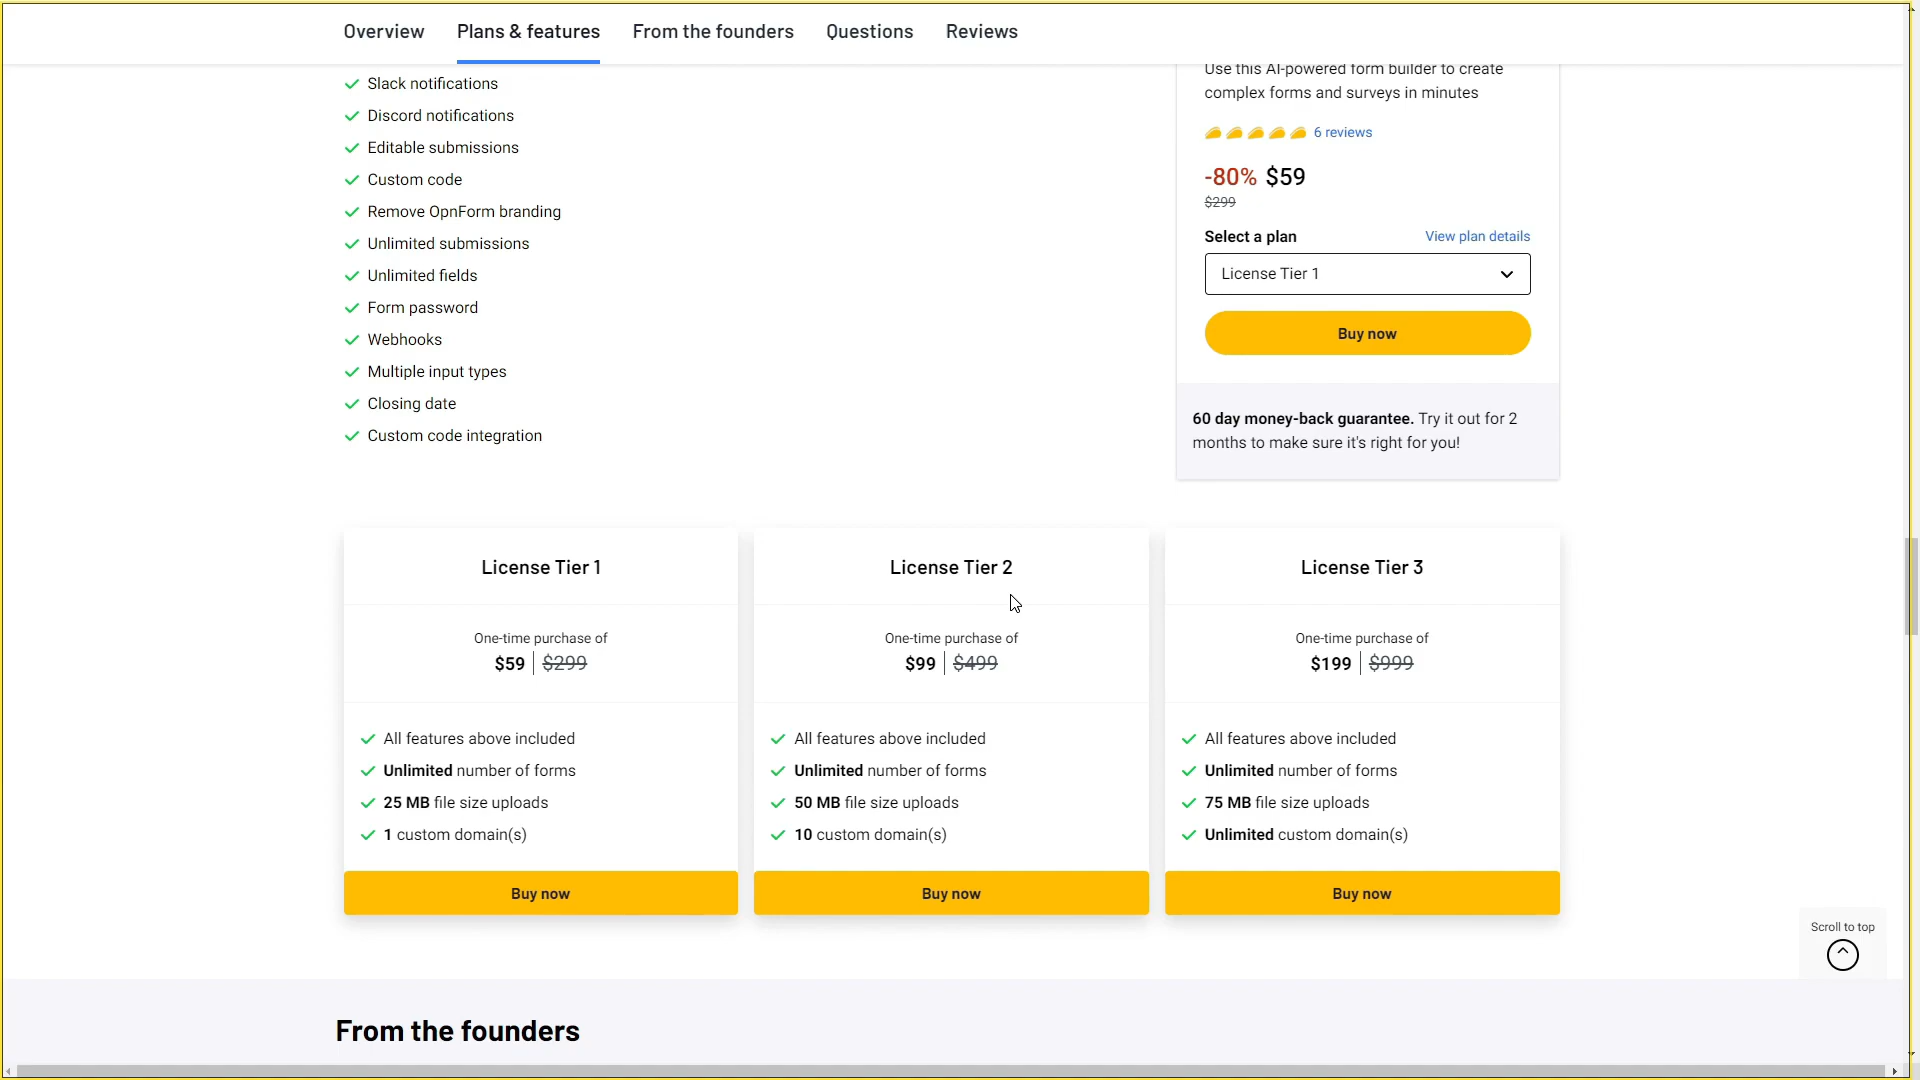 Overview Plans & features From the founders Questions Reviews
Slack notifications
Discord notifications
Editable submissions
Custom code
Remove OpnForm branding
Unlimited submissions
Unlimited fields
Form password
Webhooks
Multiple input types
Closing date
Custom code integration
Use this AI-powered form builder to create
complex forms and surveys in minutes
6 reviews
-80% $59
$299
Select a plan View plan details
License Tier 1
Buy now
60 day money-back guarantee. Try it out for 2
months to make sure it's right for you!
License Tier 1
One-time purchase of
$59 $299
All features above included
Unlimited number of forms
25 MB file size uploads
1 custom domain(s)
Buy now
License Tier 2
One-time purchase of
$99 $499
All features above included
Unlimited number of forms
50 MB file size uploads
10 custom domain(s)
Buy now
License Tier 3
One-time purchase of
$199 $999
All features above included
Unlimited number of forms
75 MB file size uploads
Unlimited custom domain(s)
Buy now
Scroll to top
From the founders